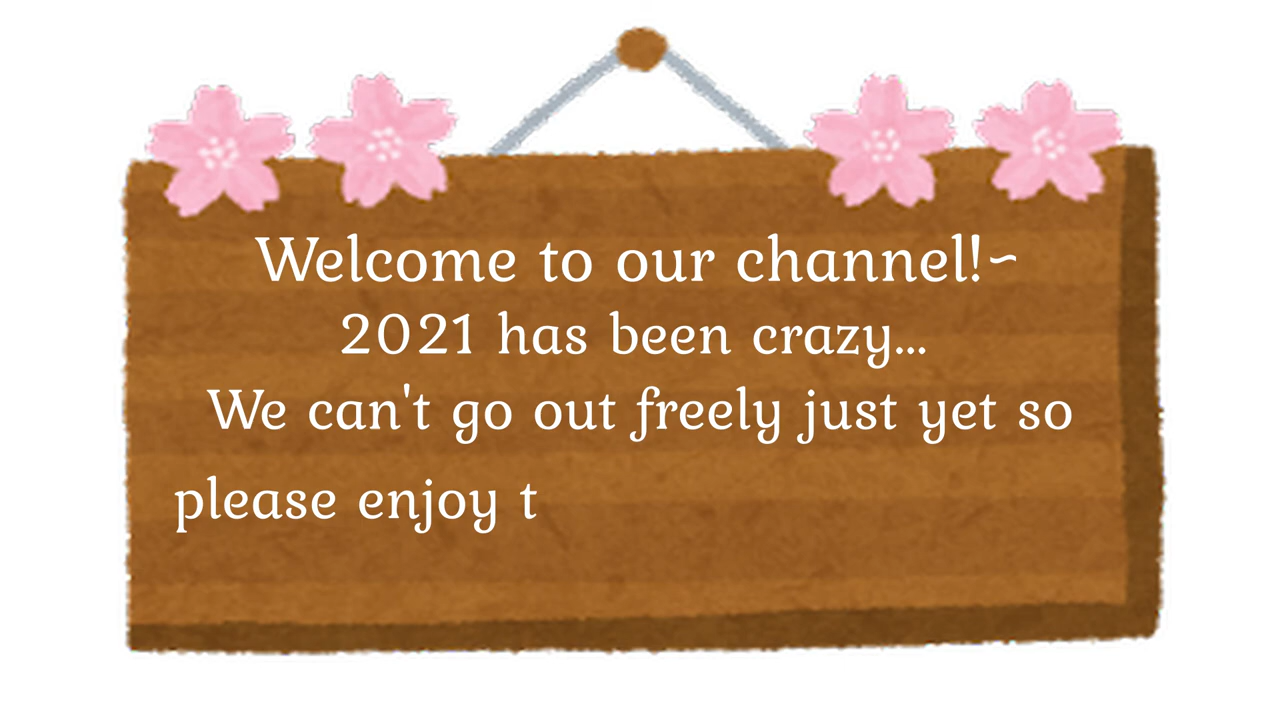 Welcome to our channel!~
2021 has been crazy...
We can't go out freely just yet so
please enjoy t